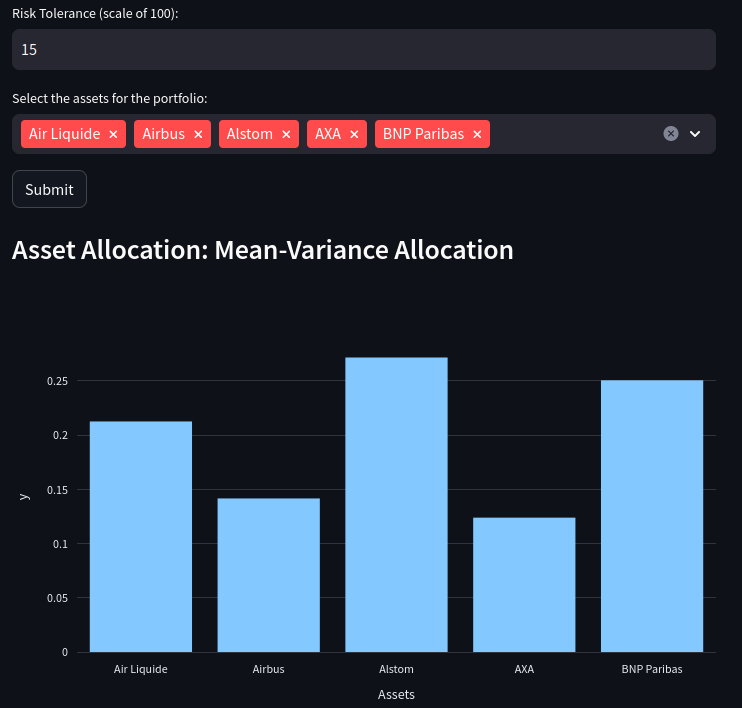 Risk Tolerance (scale of 100):
15
Select the assets for the portfolio:
Air Liquide × Airbus × Alstom × AXA × BNP Paribas ×
Submit
Asset Allocation: Mean-Variance Allocation
0.25
0.2
0.15
0.1
0.05
0
y
Air Liquide Airbus Alstom AXA BNP Paribas
Assets